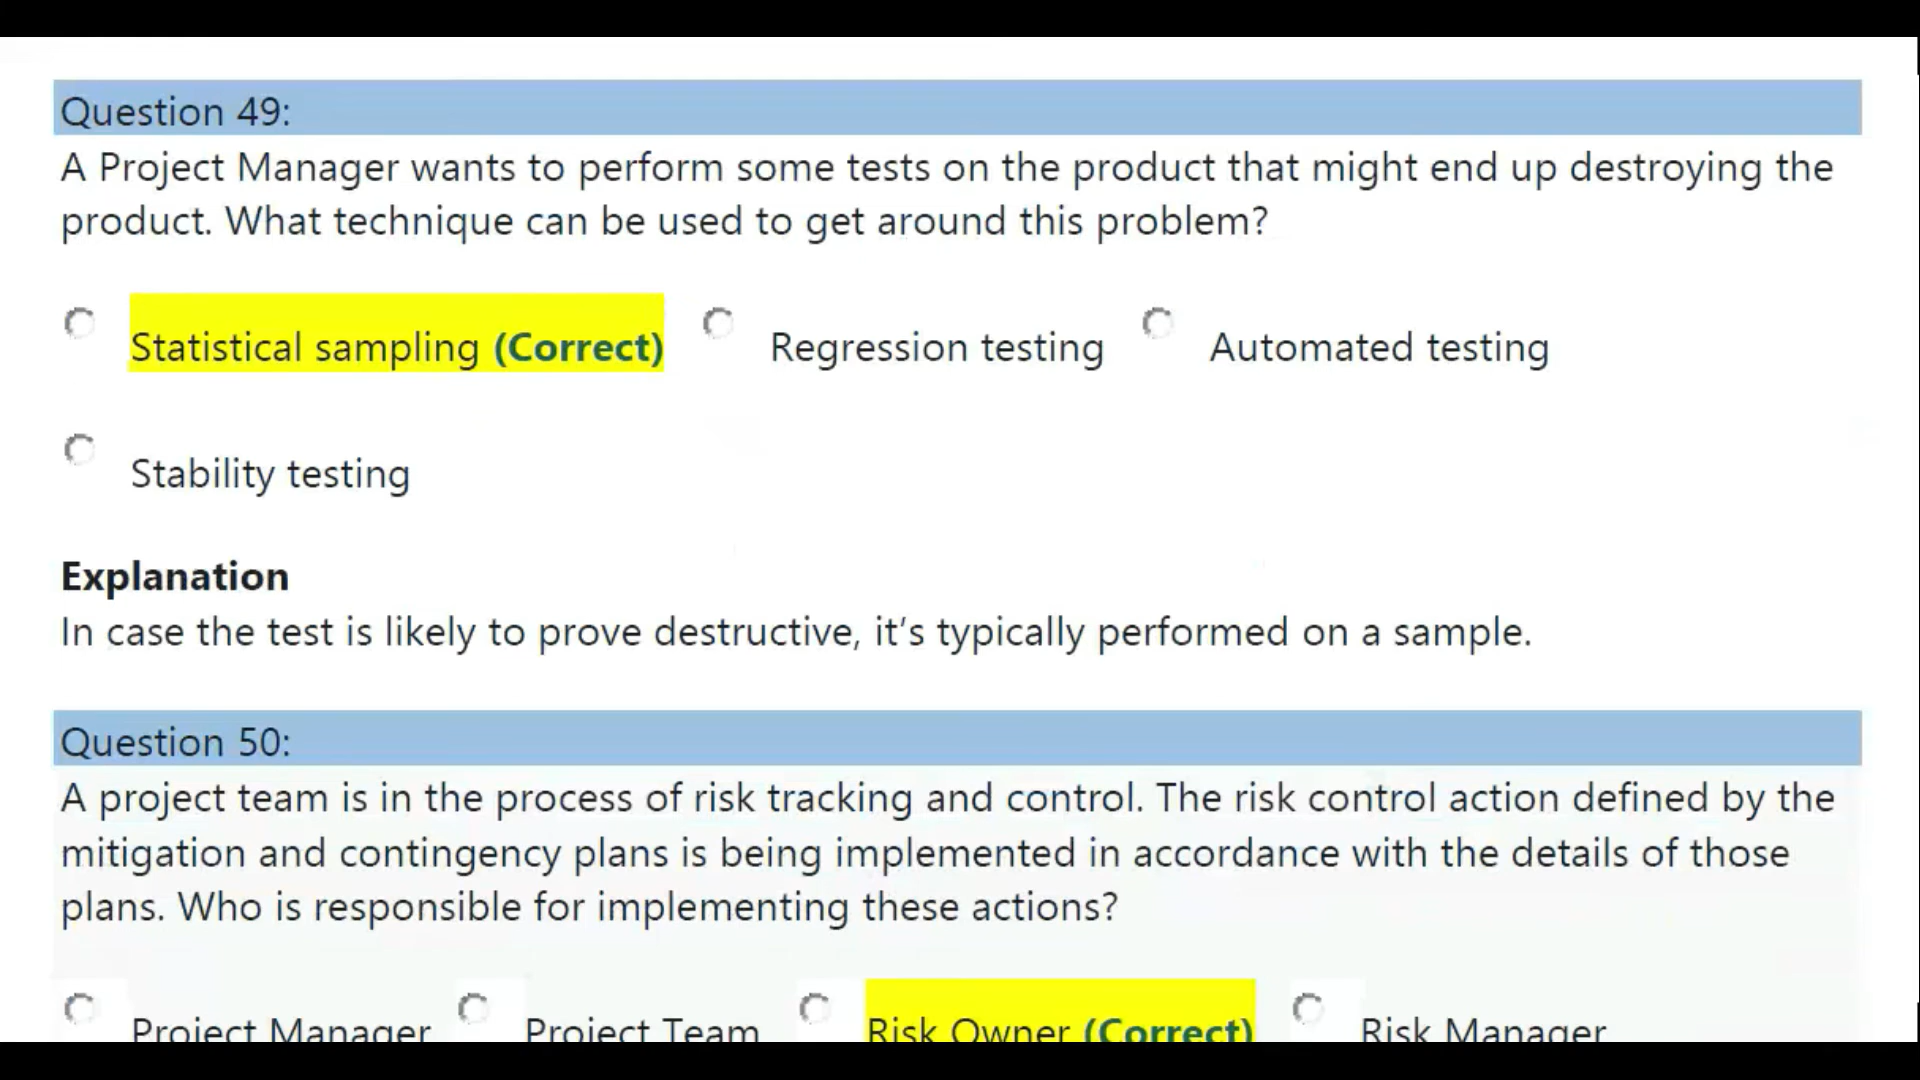 Question 49:
A Project Manager wants to perform some tests on the product that might end up destroying the
product. What technique can be used to get around this problem?
Statistical sampling (Correct) Regression testing Automated testing
Stability testing
Explanation
In case the test is likely to prove destructive, it’s typically performed on a sample.
Question 50:
A project team is in the process of risk tracking and control. The risk control action defined by the
mitigation and contingency plans is being implemented in accordance with the details of those
plans. Who is responsible for implementing these actions?
Project Manager Project Team Risk Owner (Correct) Risk Manager